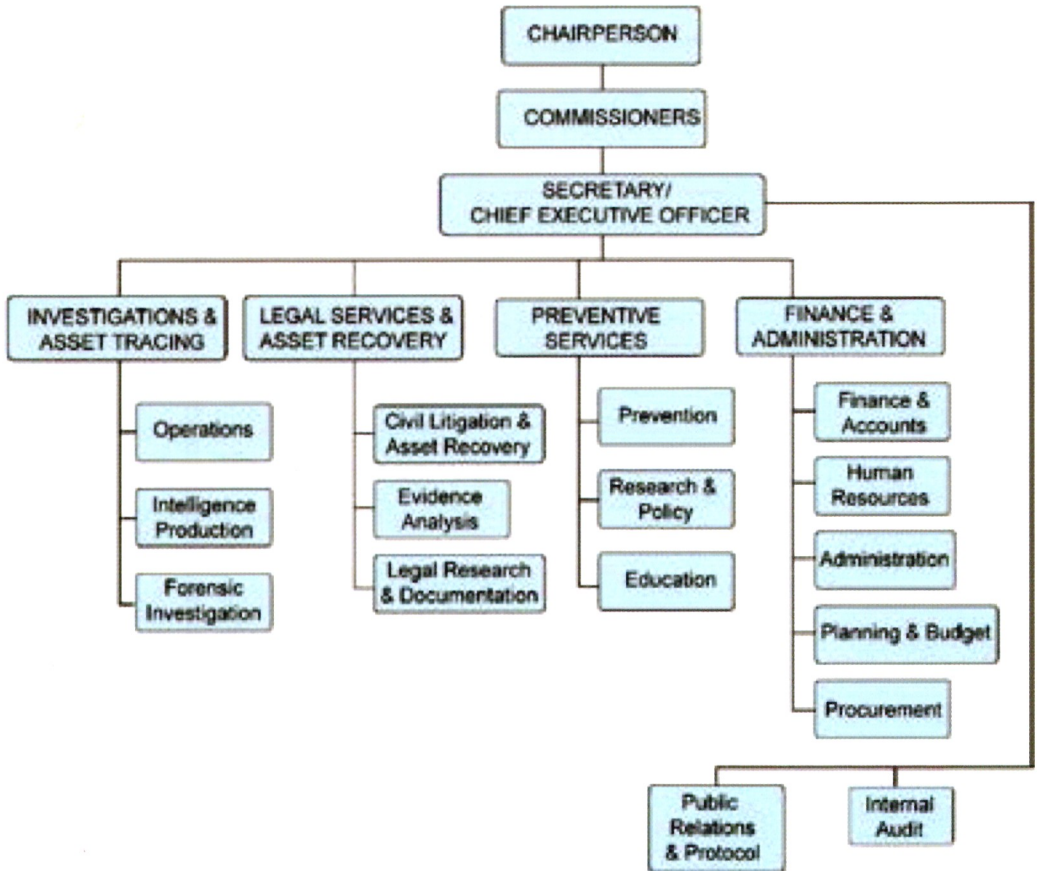 CHAIRPERSON
COMMISSIONERS
SECRETARY/
CHIEF EXECUTIVE OFFICER
INVESTIGATIONS &
ASSET TRACING
Operations
Intelligence
Production
Forensic
Investigation
LEGAL SERVICES &
ASSET RECOVERY
Civil Litigation &
Asset Recovery
Evidence
Analysis
Legal Research
& Documentation
PREVENTIVE
SERVICES
Prevention
Research &
Policy
Education
FINANCE &
ADMINISTRATION
Finance &
Accounts
Human
Resources
Administration
Planning & Budget
Procurement
Public
Relations
& Protocol
Internal
Audit